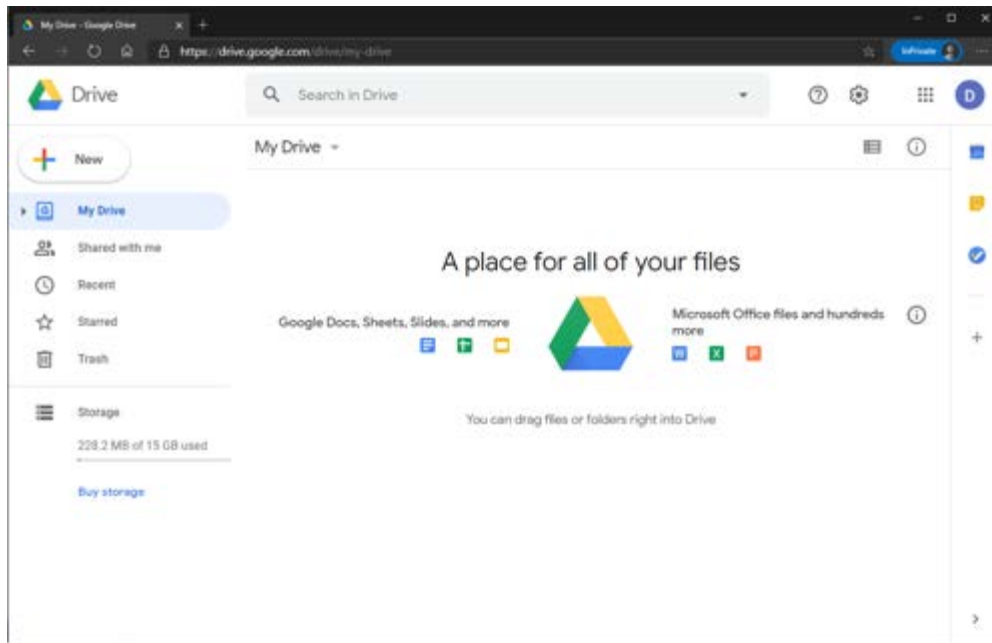 My Drive - Google Drive
https://drive.google.com/drive/my-drive
InPrivate
Drive
Search in Drive
D
New
My Drive
My Drive
Shared with me
Recent
Starred
Trash
Storage
228.2 MB of 15 GB used
Buy storage
A place for all of your files
Google Docs, Sheets, Slides, and more
Microsoft Office files and hundreds
more
W X P
You can drag files or folders right into Drive